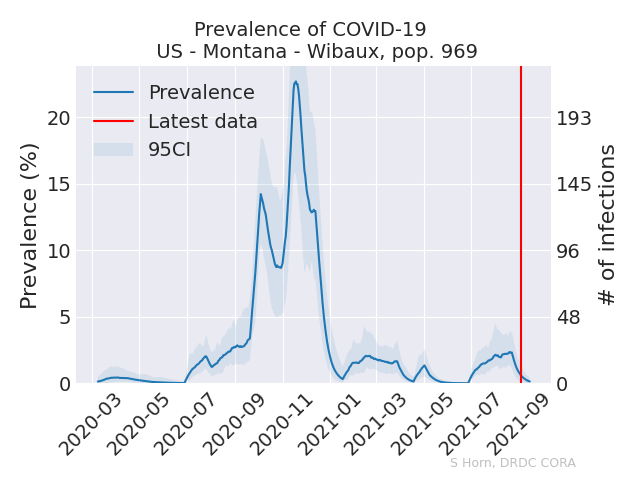 Prevalence of COVID-19
US - Montana - Wibaux, pop. 969
Prevalence
Latest data
95CI
Prevalence (%)
20
15
10
5
0
193
145
96
48
0
# of infections
2020-03
2020-05
2020-07
2020-09
2020-11
2021-01
2021-03
2021-05
2021-07
2021-09
S Horn, DRDC CORA